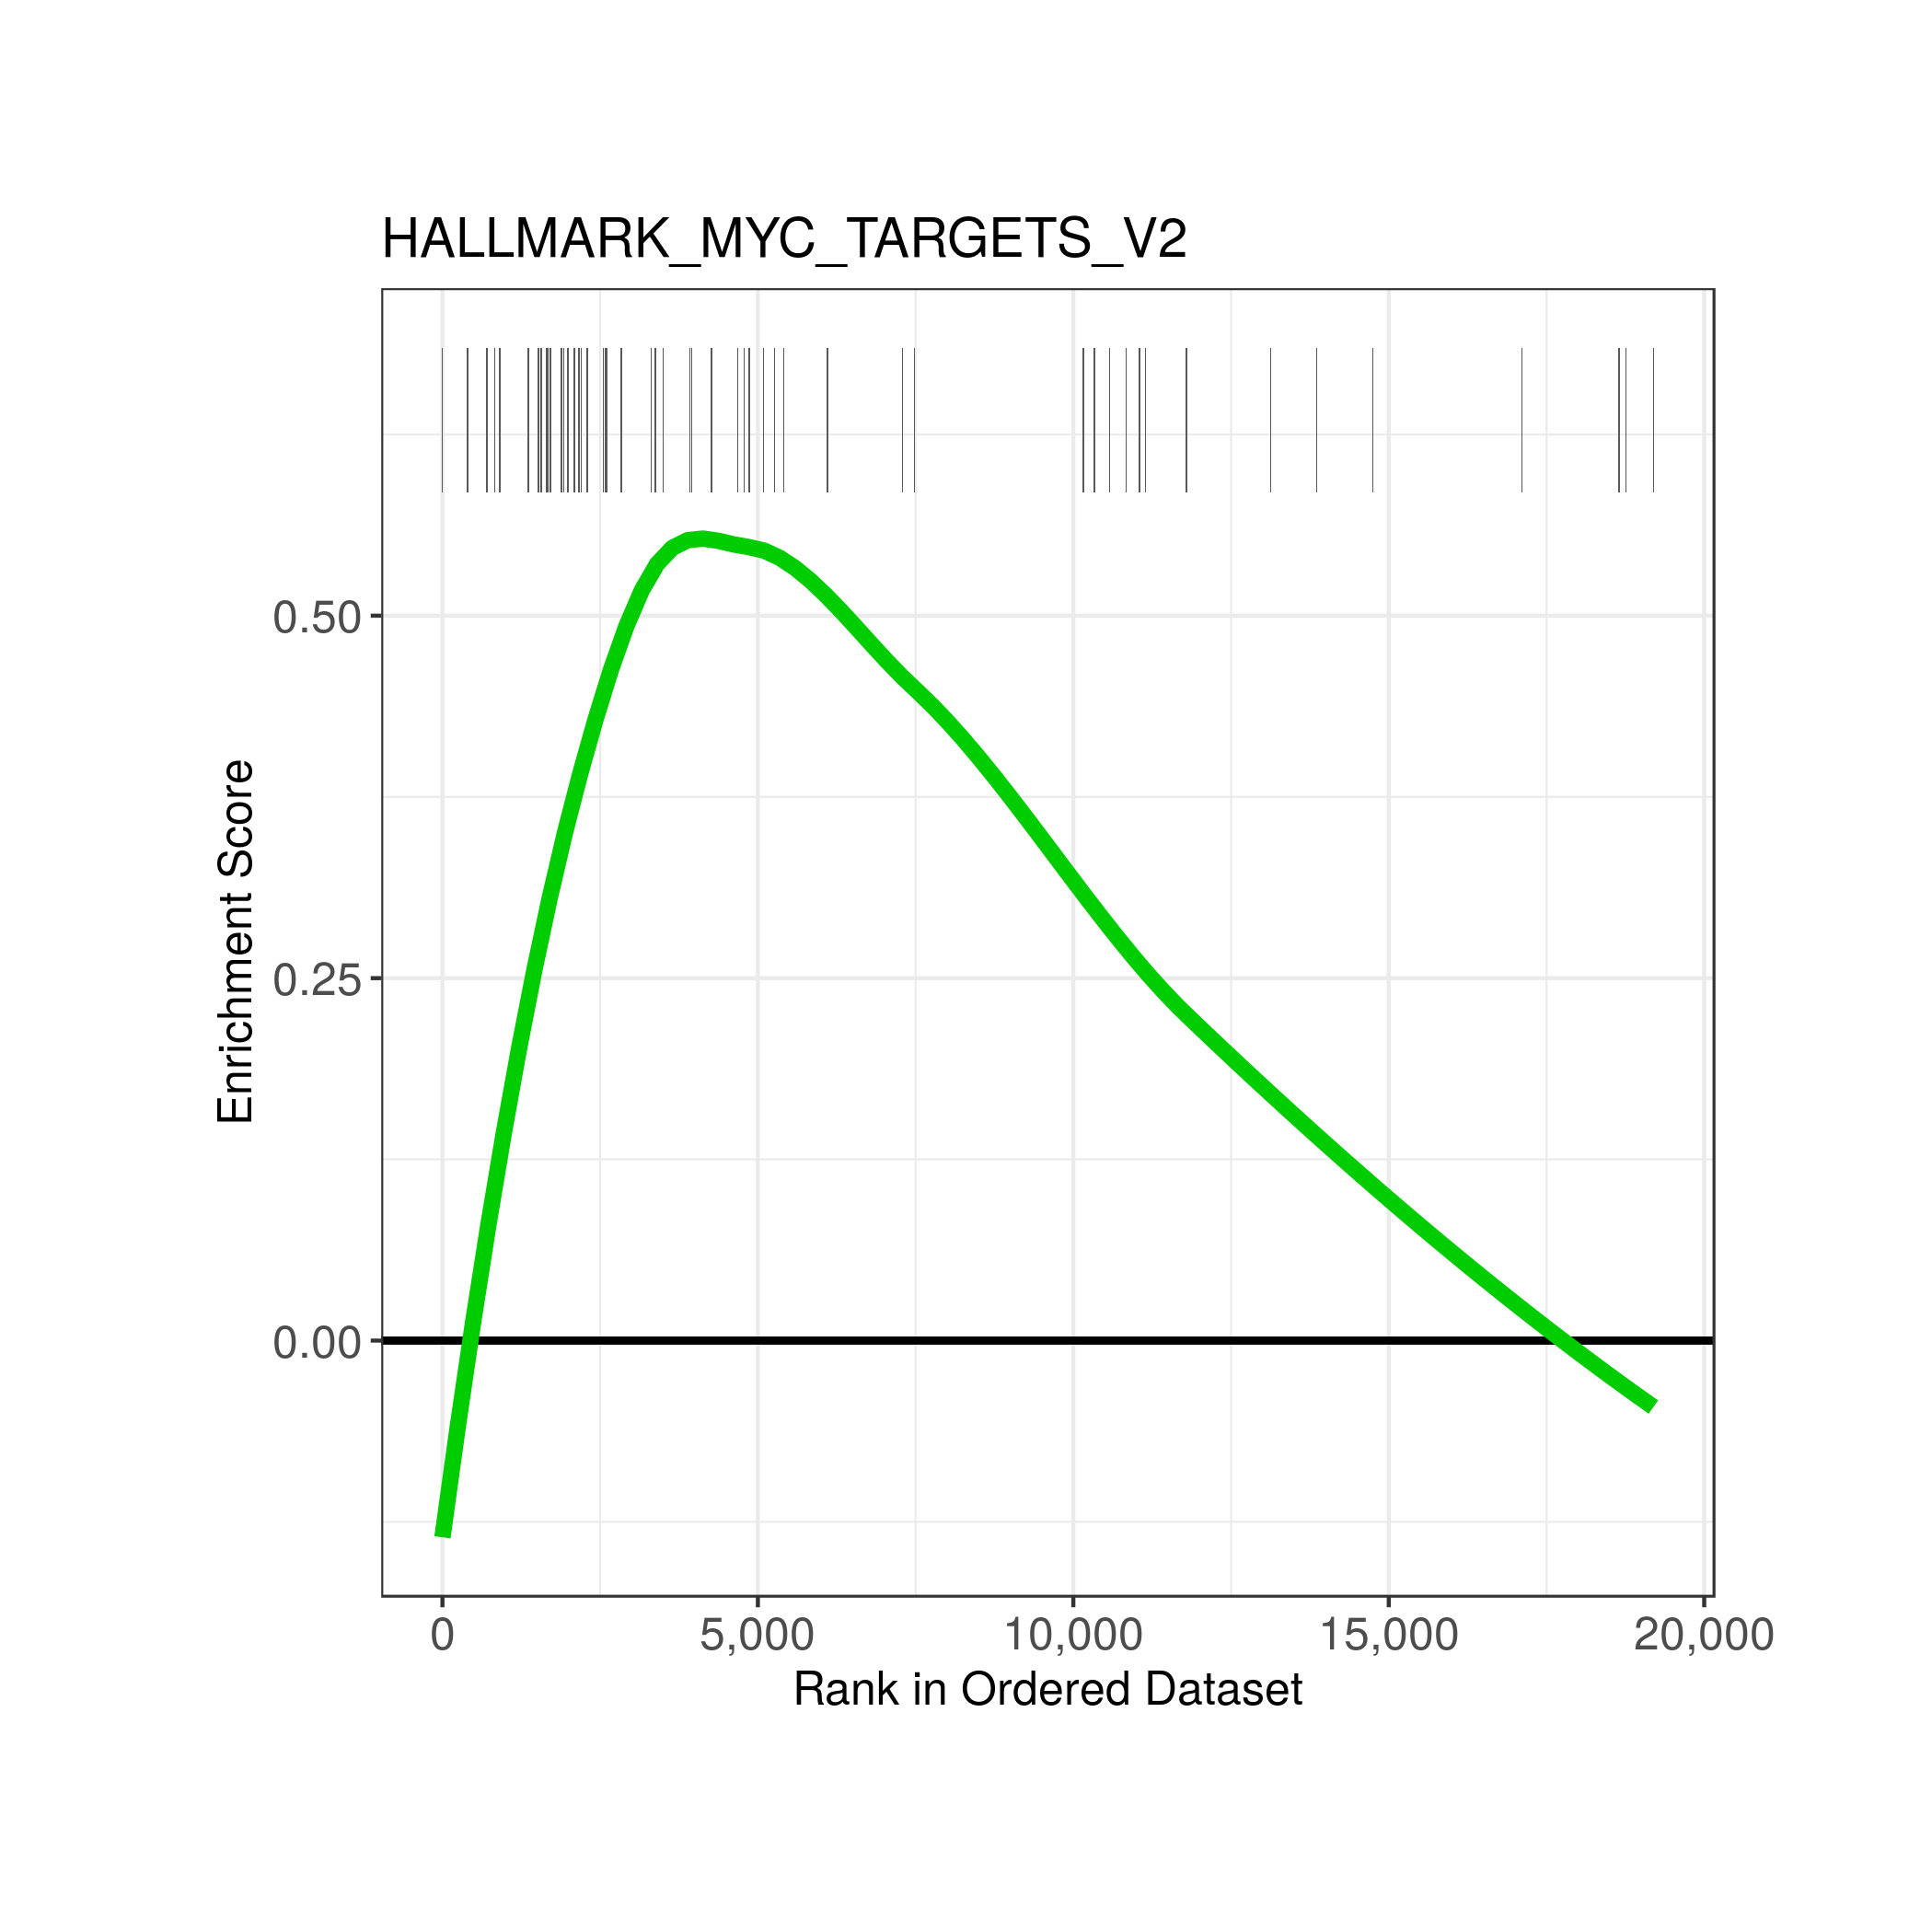 HALLMARK_MYC_TARGETS_V2
Enrichment Score
0.50
0.25
0.00
0 5,000 10,000 15,000 20,000
Rank in Ordered Dataset